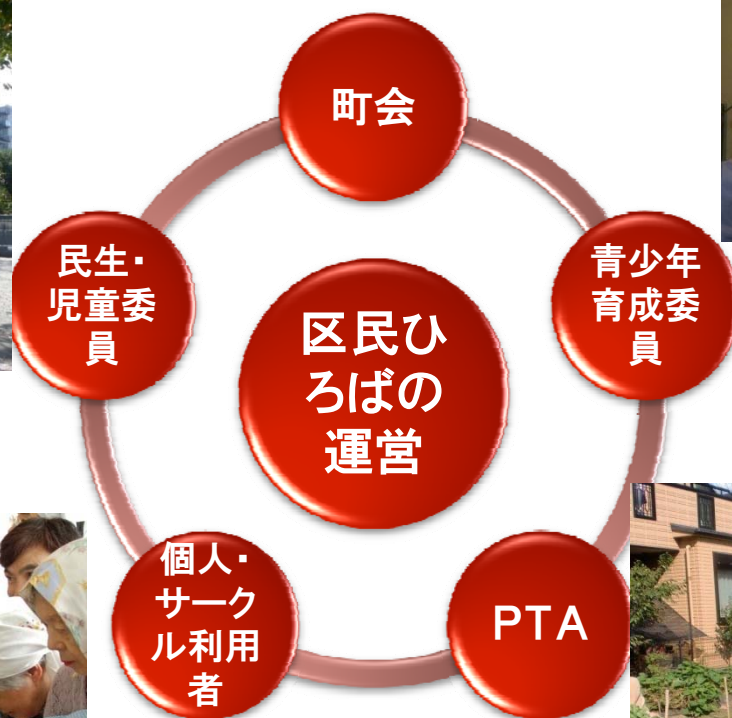 町会
民生・
児童委
員
青少年
育成委
員
区民ひ
ろばの
運営
個人・
サーク
ル利用
者
PTA